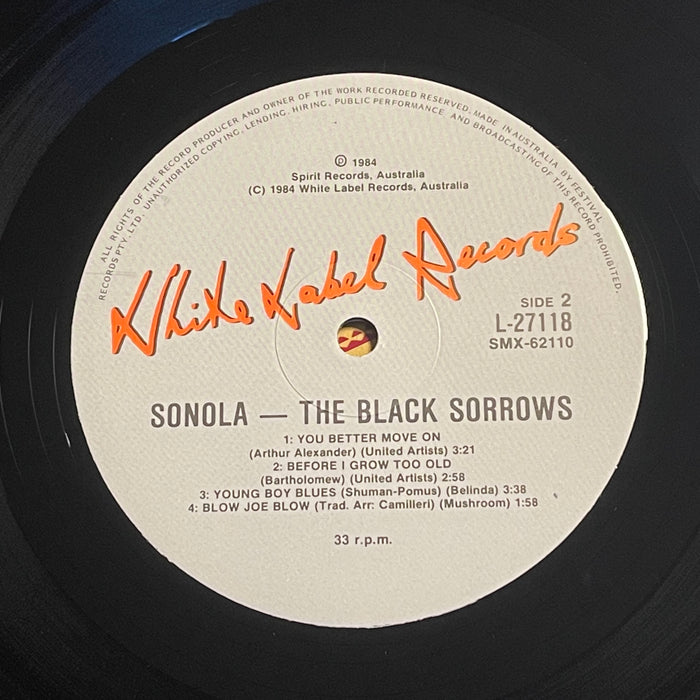 ALL RIGHTS OF THE RECORD PRODUCER AND OWNER OF THE WORK RECORDED RESERVED. MADE IN AUSTRALIA BY FESTIVAL
RECORDS PTY. LTD. UNAUTHORIZED COPYING, LENDING, HIRING, PUBLIC PERFORMANCE AND BROADCASTING OF THIS RECORD PROHIBITED.
℗ 1984
Spirit Records, Australia
(C) 1984 White Label Records, Australia
White Label Records
SIDE 2
L-27118
SMX-62110
SONOLA — THE BLACK SORROWS
1: YOU BETTER MOVE ON
(Arthur Alexander) (United Artists) 3:21
2: BEFORE I GROW TOO OLD
(Bartholomew) (United Artists) 2:58
3: YOUNG BOY BLUES (Shuman-Pomus) (Belinda) 3:38
4: BLOW JOE BLOW (Trad. Arr: Camilleri) (Mushroom) 1:58
33 r.p.m.